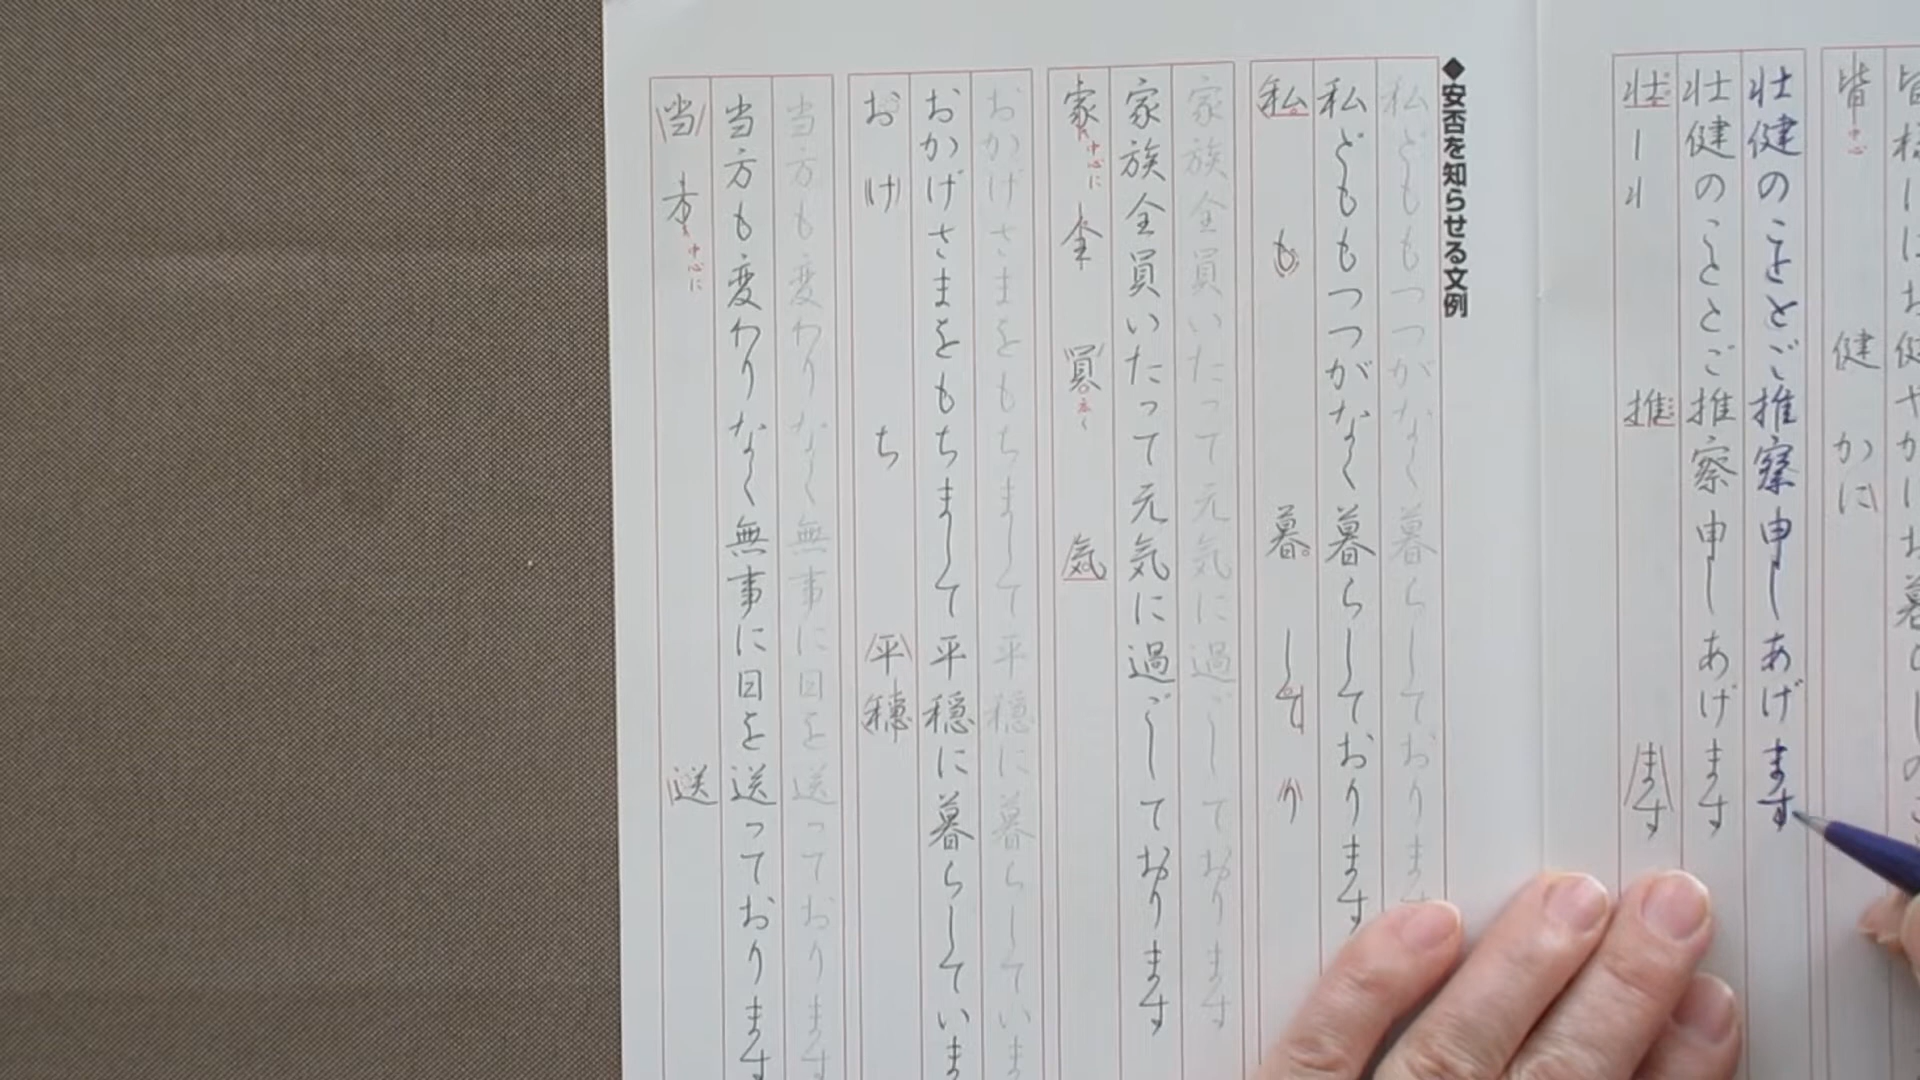 皆
健
かに
壮健のことご推察申しあげます
壮健のことご推察申しあげます
壮
推
ます
◆安否を知らせる文例
私どももつつがなく暮らしております
私どももつつがなく暮らしております
私
も
暮
して
り
家族全員いたって元気に過ごしております
家族全員いたって元気に過ごしております
家
中心に
全
員
気
おかげさまをもちまして平穏に暮らしていま
おかげさまをもちまして平穏に暮らしていま
お
け
ち
平穏
当方も変わりなく無事に日を送っております
当方も変わりなく無事に日を送っております
当
方
中心に
送